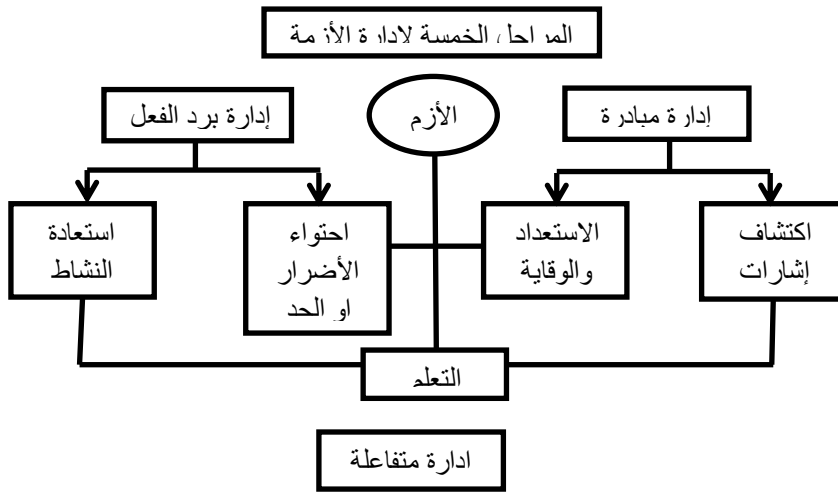 المراحل الخمسة لادارة الأزمة
إدارة مبادرة
الأزم
إدارة برد الفعل
اكتشاف
إشارات
الاستعداد
والوقاية
احتواء
الأضرار
او الحد
استعادة
النشاط
التعلم
ادارة متفاعلة